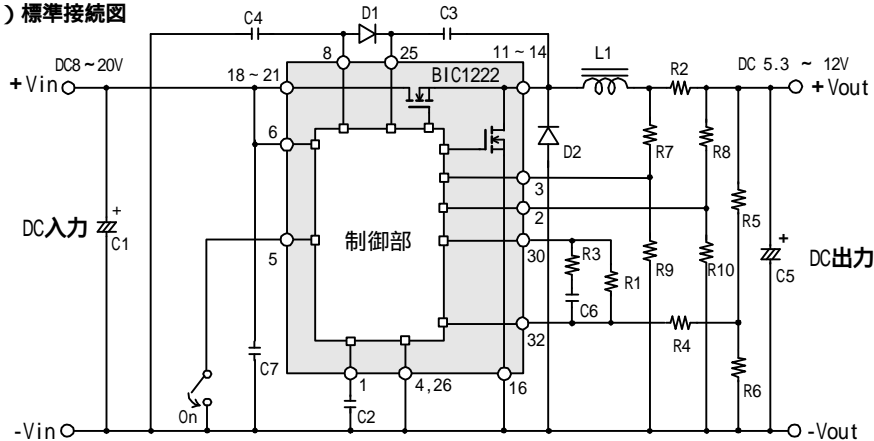 ) 標準接続図
C4
D1
C3
8
25
11～14
L1
DC8～20V
18～21
BIC1222
R2
DC 5.3 ～ 12V
+Vin
+Vout
6
D2
R7
R8
3
2
DC入力
+
C1
5
制御部
30
R3
R1
R9
R10
R5
+
C5
DC出力
C6
32
R4
C7
R6
1
4,26
16
On
C2
-Vin
-Vout